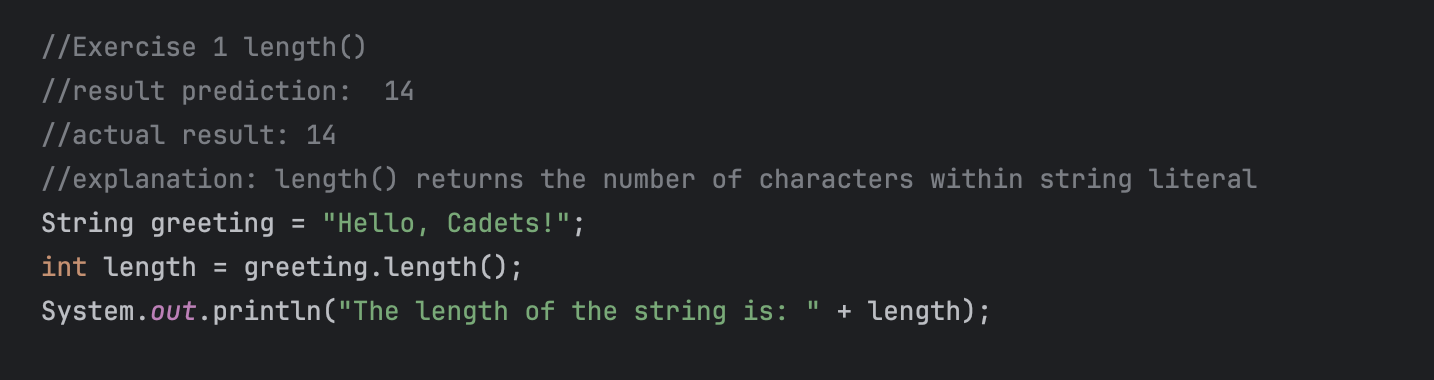 //Exercise 1 length()
//result prediction:  14
//actual result: 14
//explanation: length() returns the number of characters within string literal
String greeting = "Hello, Cadets!";
int length = greeting.length();
System.out.println("The length of the string is: " + length);